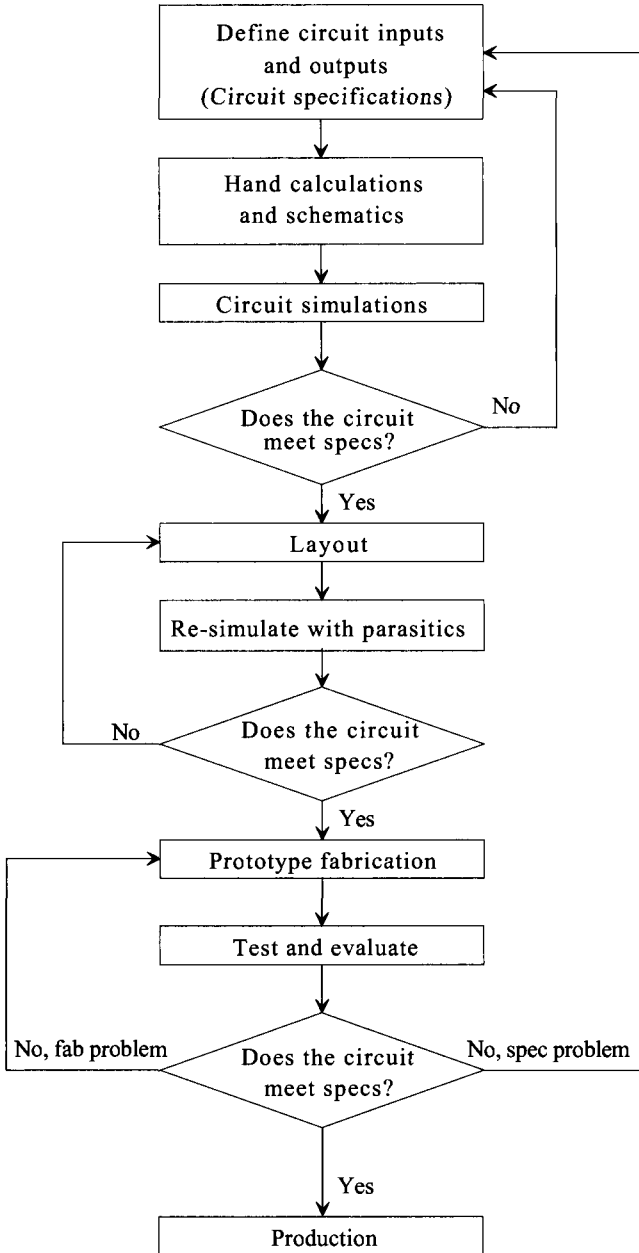 Define circuit inputs
and outputs
(Circuit specifications)
Hand calculations
and schematics
Circuit simulations
Does the circuit
meet specs?
No
Yes
Layout
Re-simulate with parasitics
Does the circuit
meet specs?
No
Yes
Prototype fabrication
Test and evaluate
No, fab problem
Does the circuit
meet specs?
No, spec problem
Yes
Production